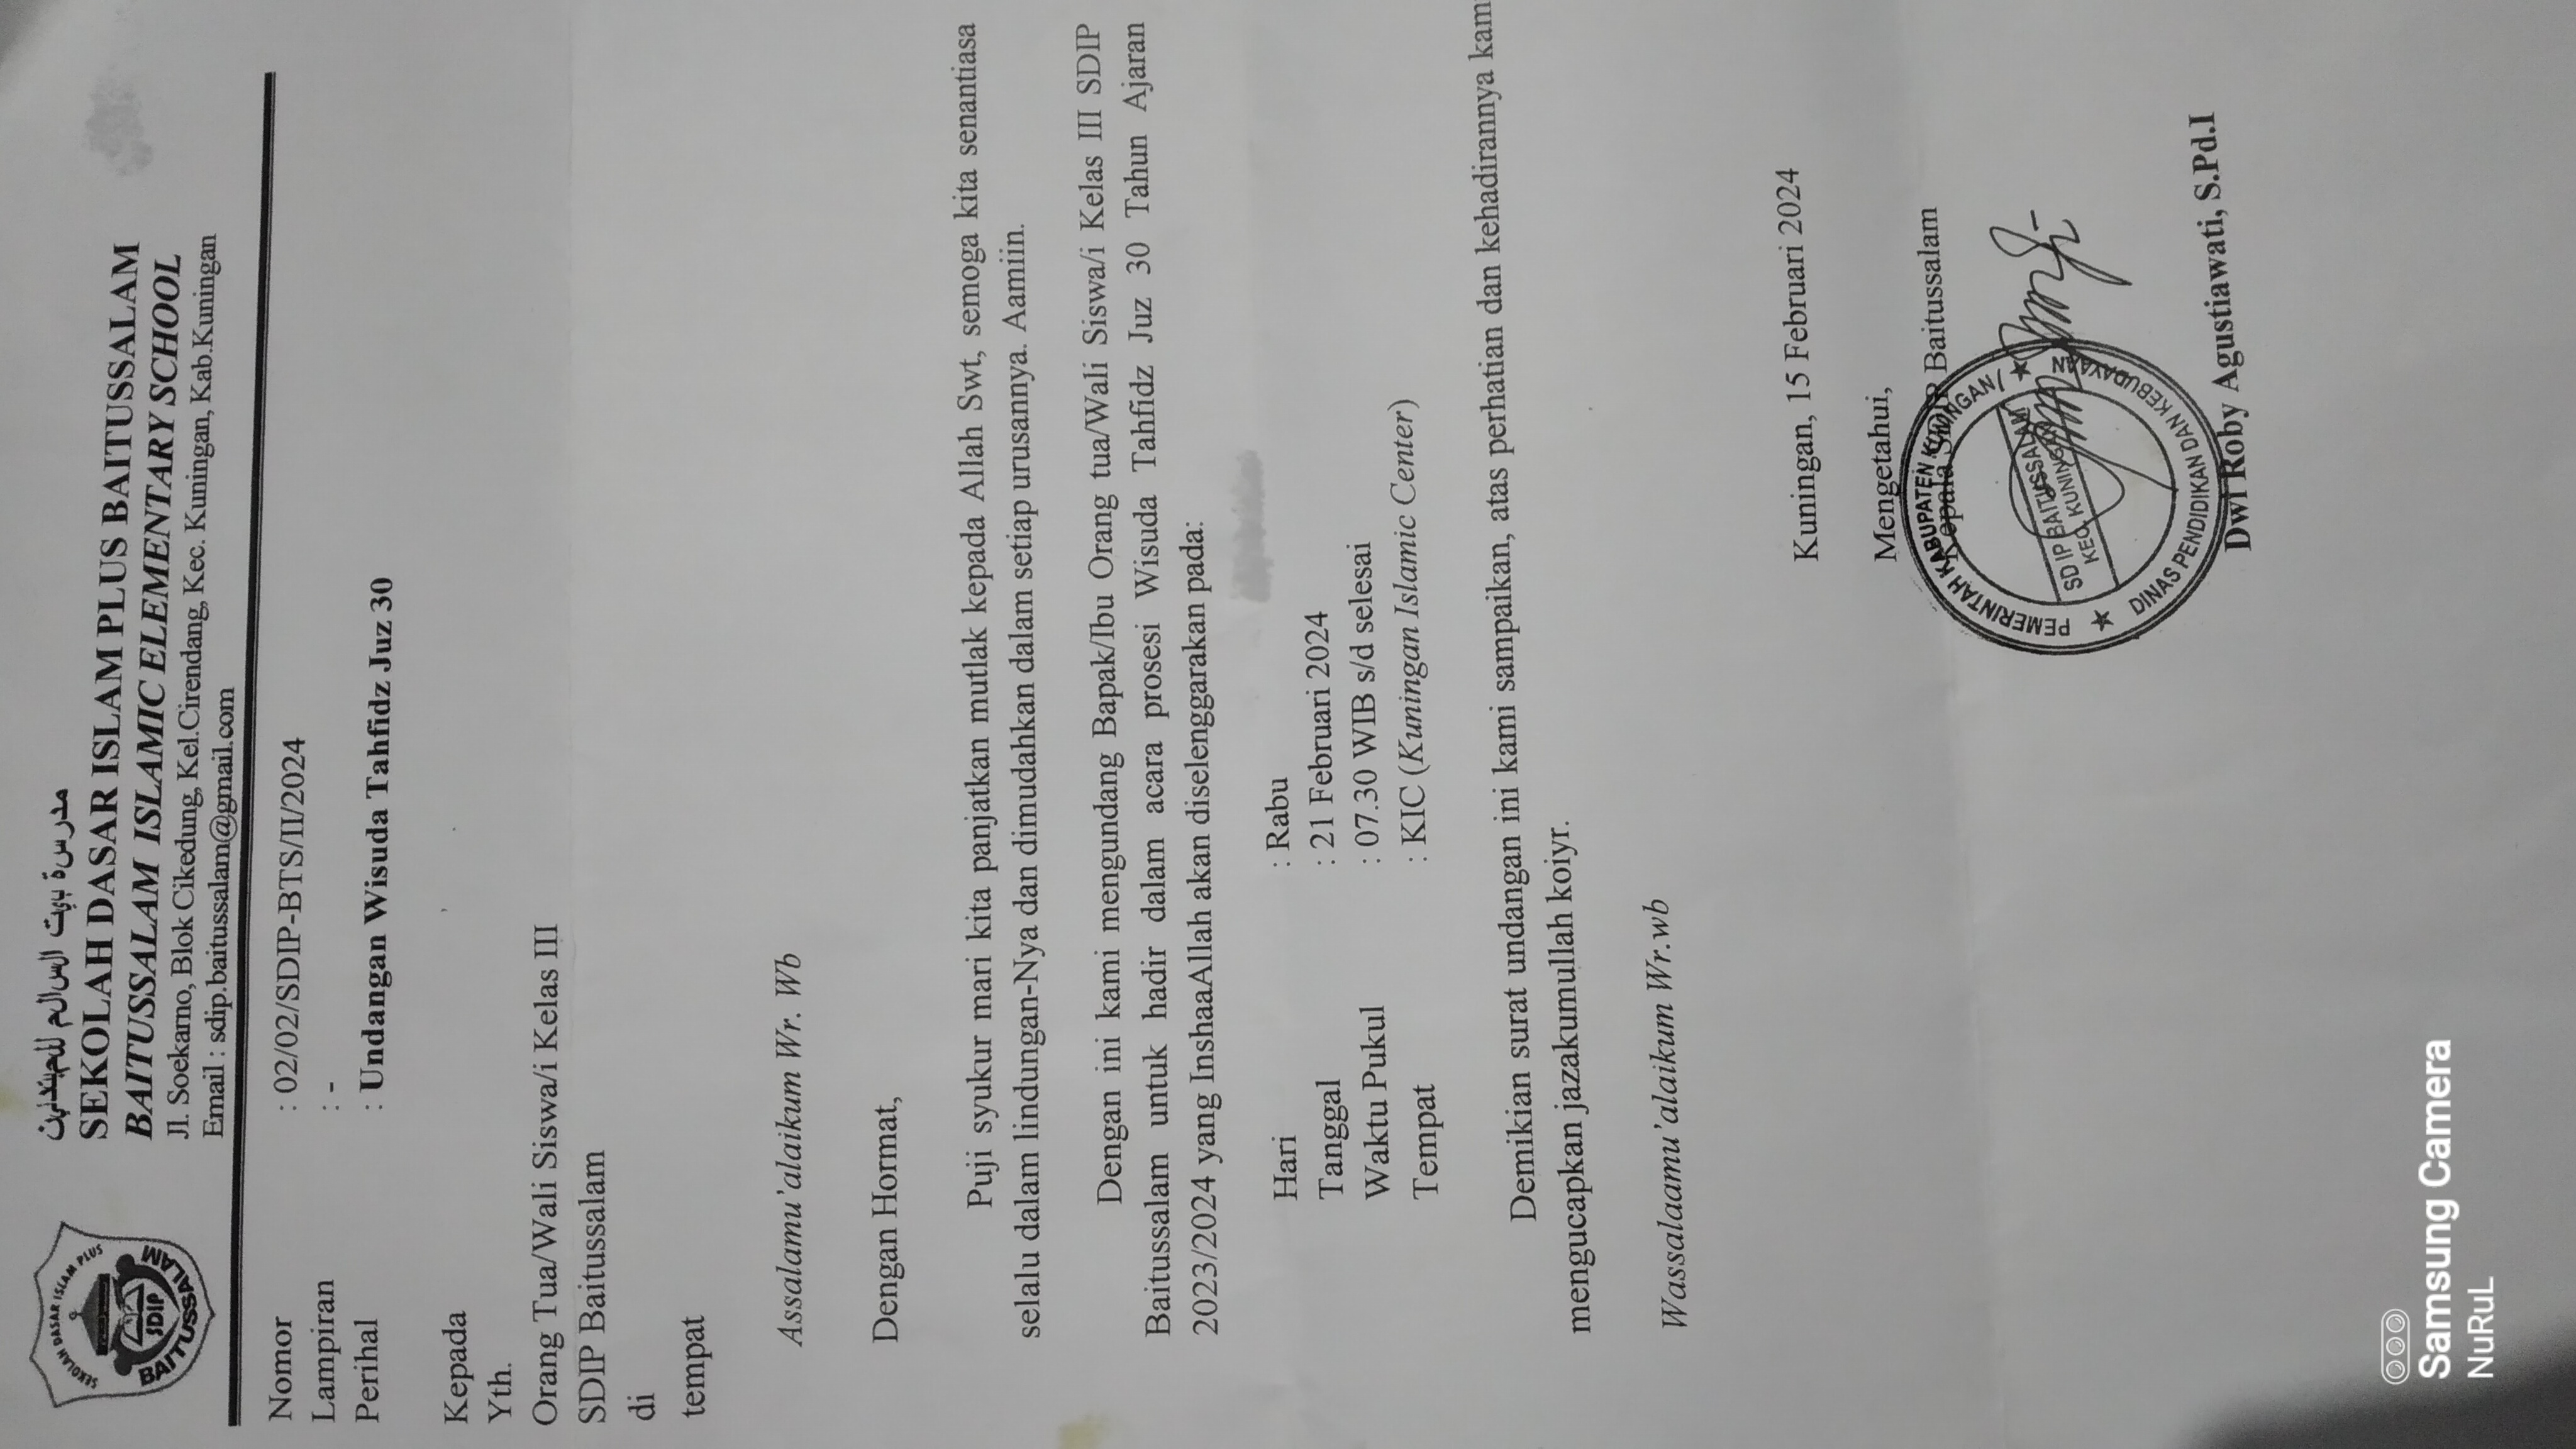 SEKOLAH DASAR ISLAM PLUS
SDIP
BAITUSSALAM
مدرسة بيت السالم للمبتدئين
SEKOLAH DASAR ISLAM PLUS BAITUSSALAM
BAITUSSALAM ISLAMIC ELEMENTARY SCHOOL
Jl. Soekarno, Blok Cikedung, Kel.Cirendang, Kec. Kuningan, Kab.Kuningan
Email : sdip.baitussalam@gmail.com
Nomor : 02/02/SDIP-BTS/II/2024
Lampiran : -
Perihal : Undangan Wisuda Tahfidz Juz 30
Kepada
Yth.
Orang Tua/Wali Siswa/i Kelas III
SDIP Baitussalam
di
tempat
Assalamu'alaikum Wr. Wb
Dengan Hormat,
Puji syukur mari kita panjatkan mutlak kepada Allah Swt, semoga kita senantiasa
selalu dalam lindungan-Nya dan dimudahkan dalam setiap urusannya. Aamiin.
Dengan ini kami mengundang Bapak/Ibu Orang tua/Wali Siswa/i Kelas III SDIP
Baitussalam untuk hadir dalam acara prosesi Wisuda Tahfidz Juz 30 Tahun Ajaran
2023/2024 yang InshaaAllah akan diselenggarakan pada:
Hari : Rabu
Tanggal : 21 Februari 2024
Waktu Pukul : 07.30 WIB s/d selesai
Tempat : KIC (Kuningan Islamic Center)
Demikian surat undangan ini kami sampaikan, atas perhatian dan kehadirannya kam
mengucapkan jazakumullah koiyr.
Wassalaamu'alaikum Wr.wb
Kuningan, 15 Februari 2024
Mengetahui,
Kepala SDIP Baitussalam
PEMERINTAH KABUPATEN KUNINGAN
SD IP BAITUSSALAM
KEC. KUNINGAN
DINAS PENDIDIKAN DAN KEBUDAYAAN
Dwi Roby Agustiawati, S.Pd.I
Samsung Camera
NuRuL